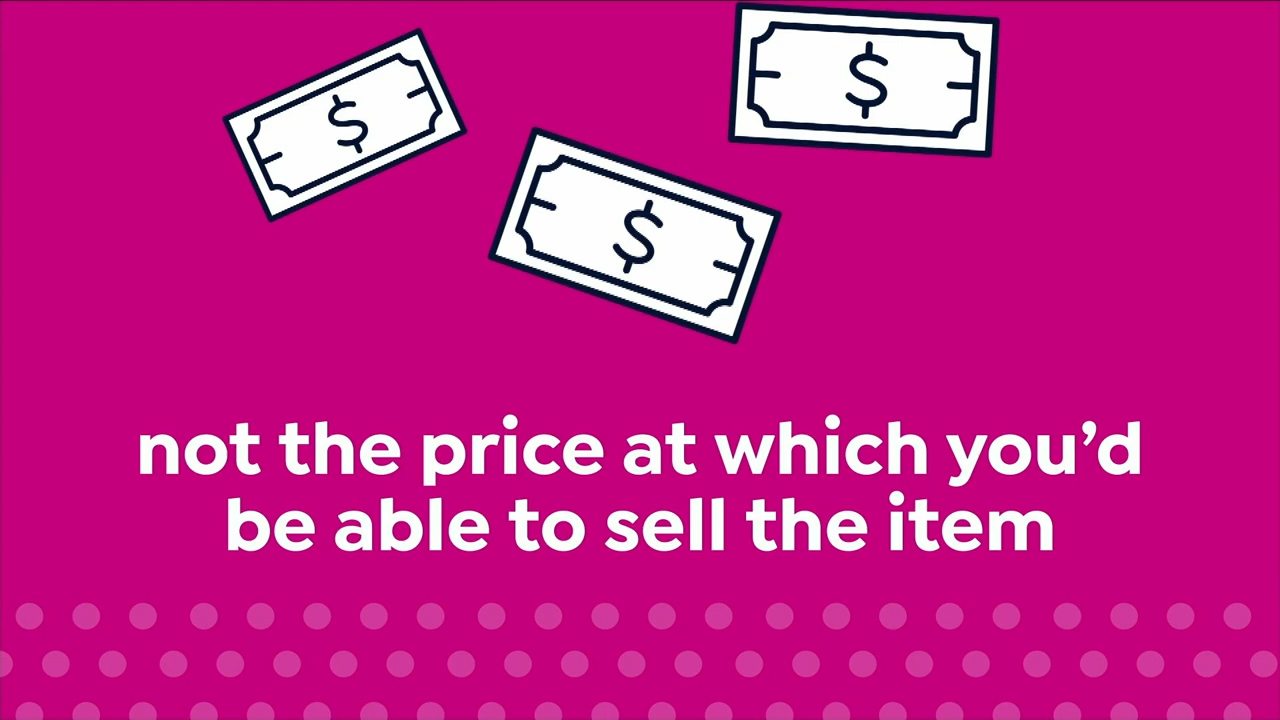 $
$
$
not the price at which you’d
be able to sell the item